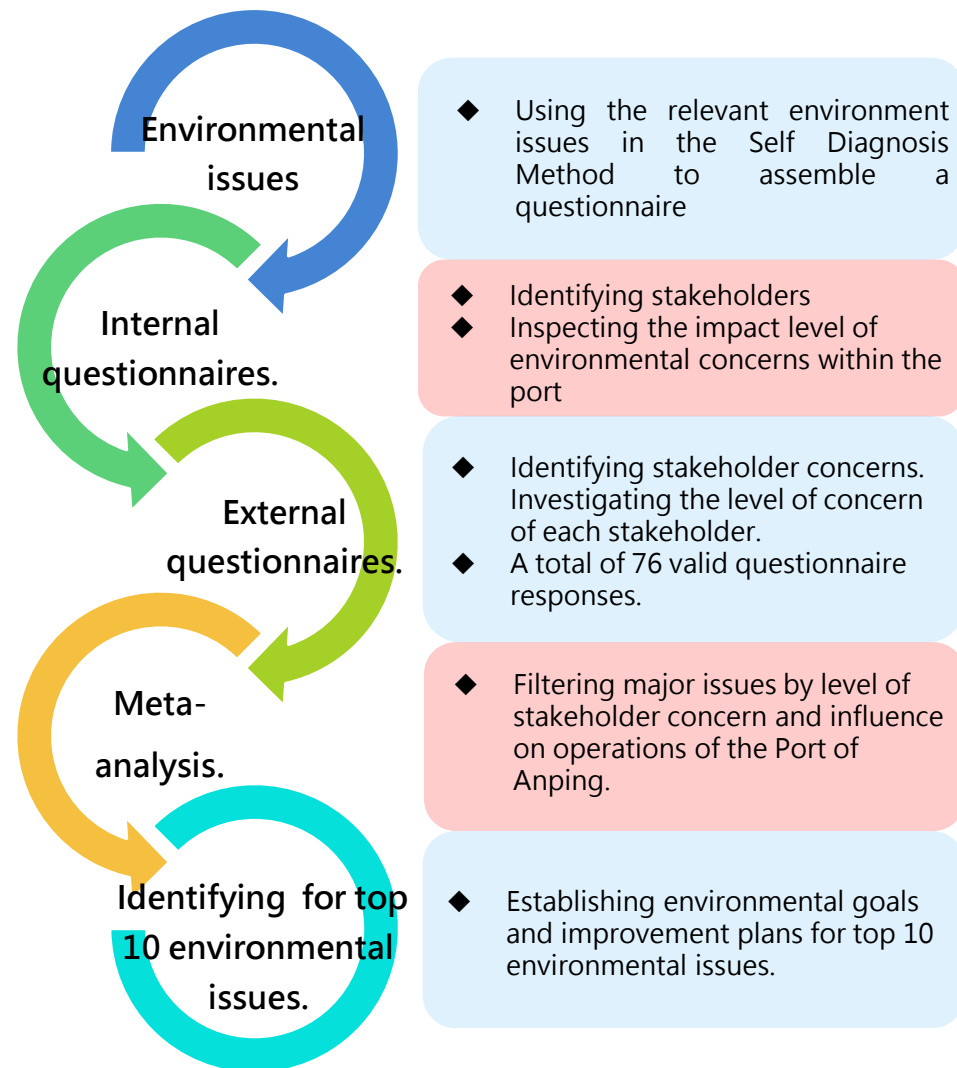 Environmental
issues
◆ Using the relevant environment
issues in the Self Diagnosis
Method to assemble a
questionnaire
Internal
questionnaires.
◆ Identifying stakeholders
◆ Inspecting the impact level of
environmental concerns within the
port
External
questionnaires.
◆ Identifying stakeholder concerns.
Investigating the level of concern
of each stakeholder.
◆ A total of 76 valid questionnaire
responses.
Meta-
analysis.
◆ Filtering major issues by level of
stakeholder concern and influence
on operations of the Port of
Anping.
Identifying for top
10 environmental
issues.
◆ Establishing environmental goals
and improvement plans for top 10
environmental issues.